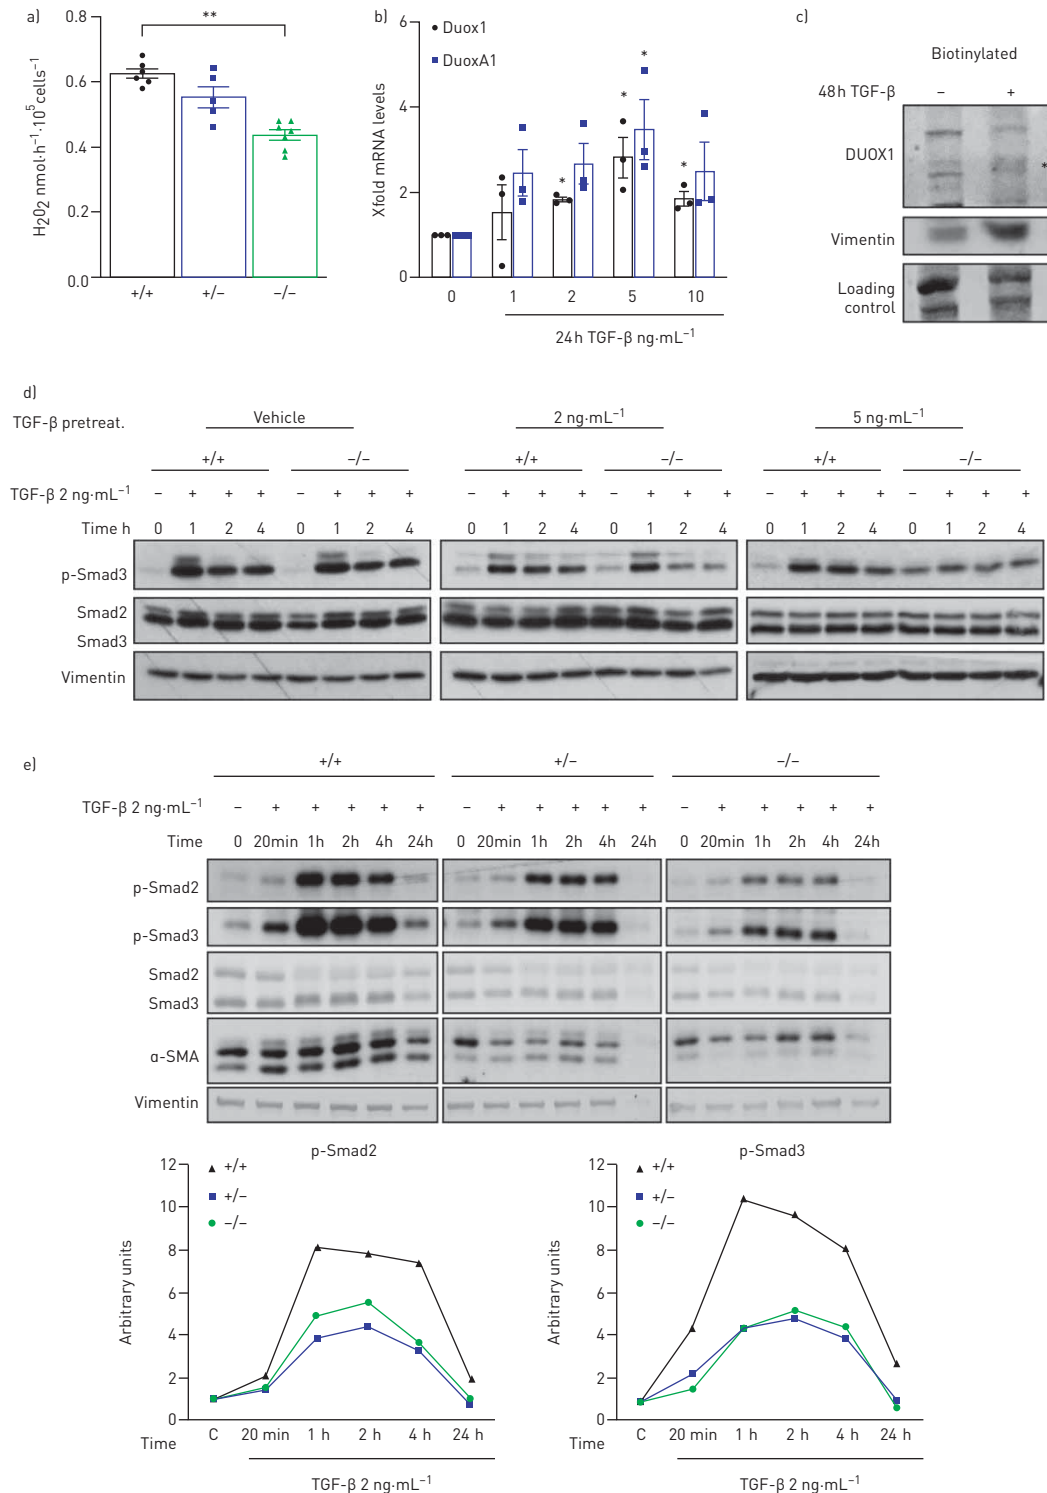 a)
H2O2 nmol·h⁻¹·10⁵cells⁻¹
0.8
0.6
0.4
0.2
0.0
**
+/+
+/−
−/−
b)
Xfold mRNA levels
6
4
2
0
Duox1
DuoxA1
*
*
*
*
0
1
2
5
10
24h TGF-β ng·mL⁻¹
c)
Biotinylated
48h TGF-β − +
DUOX1
*
Vimentin
Loading
control
d)
TGF-β pretreat. Vehicle 2 ng·mL⁻¹ 5 ng·mL⁻¹
+/+ −/− +/+ −/− +/+ −/−
TGF-β 2 ng·mL⁻¹ − + + + − + + + − + + + − + + + − + + + − + + +
Time h 0 1 2 4 0 1 2 4 0 1 2 4 0 1 2 4 0 1 2 4 0 1 2 4
p-Smad3
Smad2
Smad3
Vimentin
e)
+/+ +/− −/−
TGF-β 2 ng·mL⁻¹ − + + + + + − + + + + + − + + + + +
Time 0 20min 1h 2h 4h 24h 0 20min 1h 2h 4h 24h 0 20min 1h 2h 4h 24h
p-Smad2
p-Smad3
Smad2
Smad3
α-SMA
Vimentin
p-Smad2
Arbitrary units
12
10
8
6
4
2
0
+/+
+/−
−/−
Time C 20 min 1 h 2 h 4 h 24 h
TGF-β 2 ng·mL⁻¹
p-Smad3
Arbitrary units
12
10
8
6
4
2
0
+/+
+/−
−/−
Time C 20 min 1 h 2 h 4 h 24 h
TGF-β 2 ng·mL⁻¹